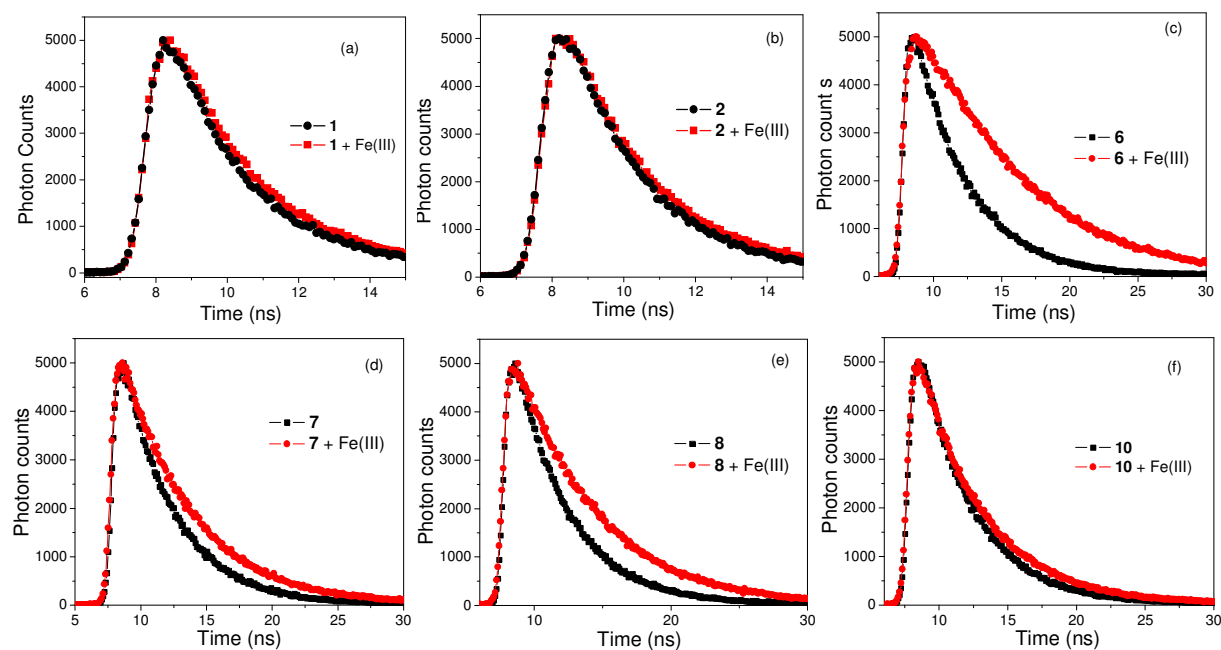 (a)
5000
4000
3000
2000
1000
0
Photon Counts
1
1 + Fe(III)
6 8 10 12 14
Time (ns)
(b)
5000
4000
3000
2000
1000
0
Photon counts
2
2 + Fe(III)
6 8 10 12 14
Time (ns)
(c)
5000
4000
3000
2000
1000
0
Photon count s
6
6 + Fe(III)
10 15 20 25 30
Time (ns)
(d)
5000
4000
3000
2000
1000
0
Photon counts
7
7 + Fe(III)
5 10 15 20 25 30
Time (ns)
(e)
5000
4000
3000
2000
1000
0
Photon counts
8
8 + Fe(III)
10 15 20 25 30
Time (ns)
(f)
5000
4000
3000
2000
1000
0
Photon counts
10
10 + Fe(III)
10 15 20 25 30
Time (ns)